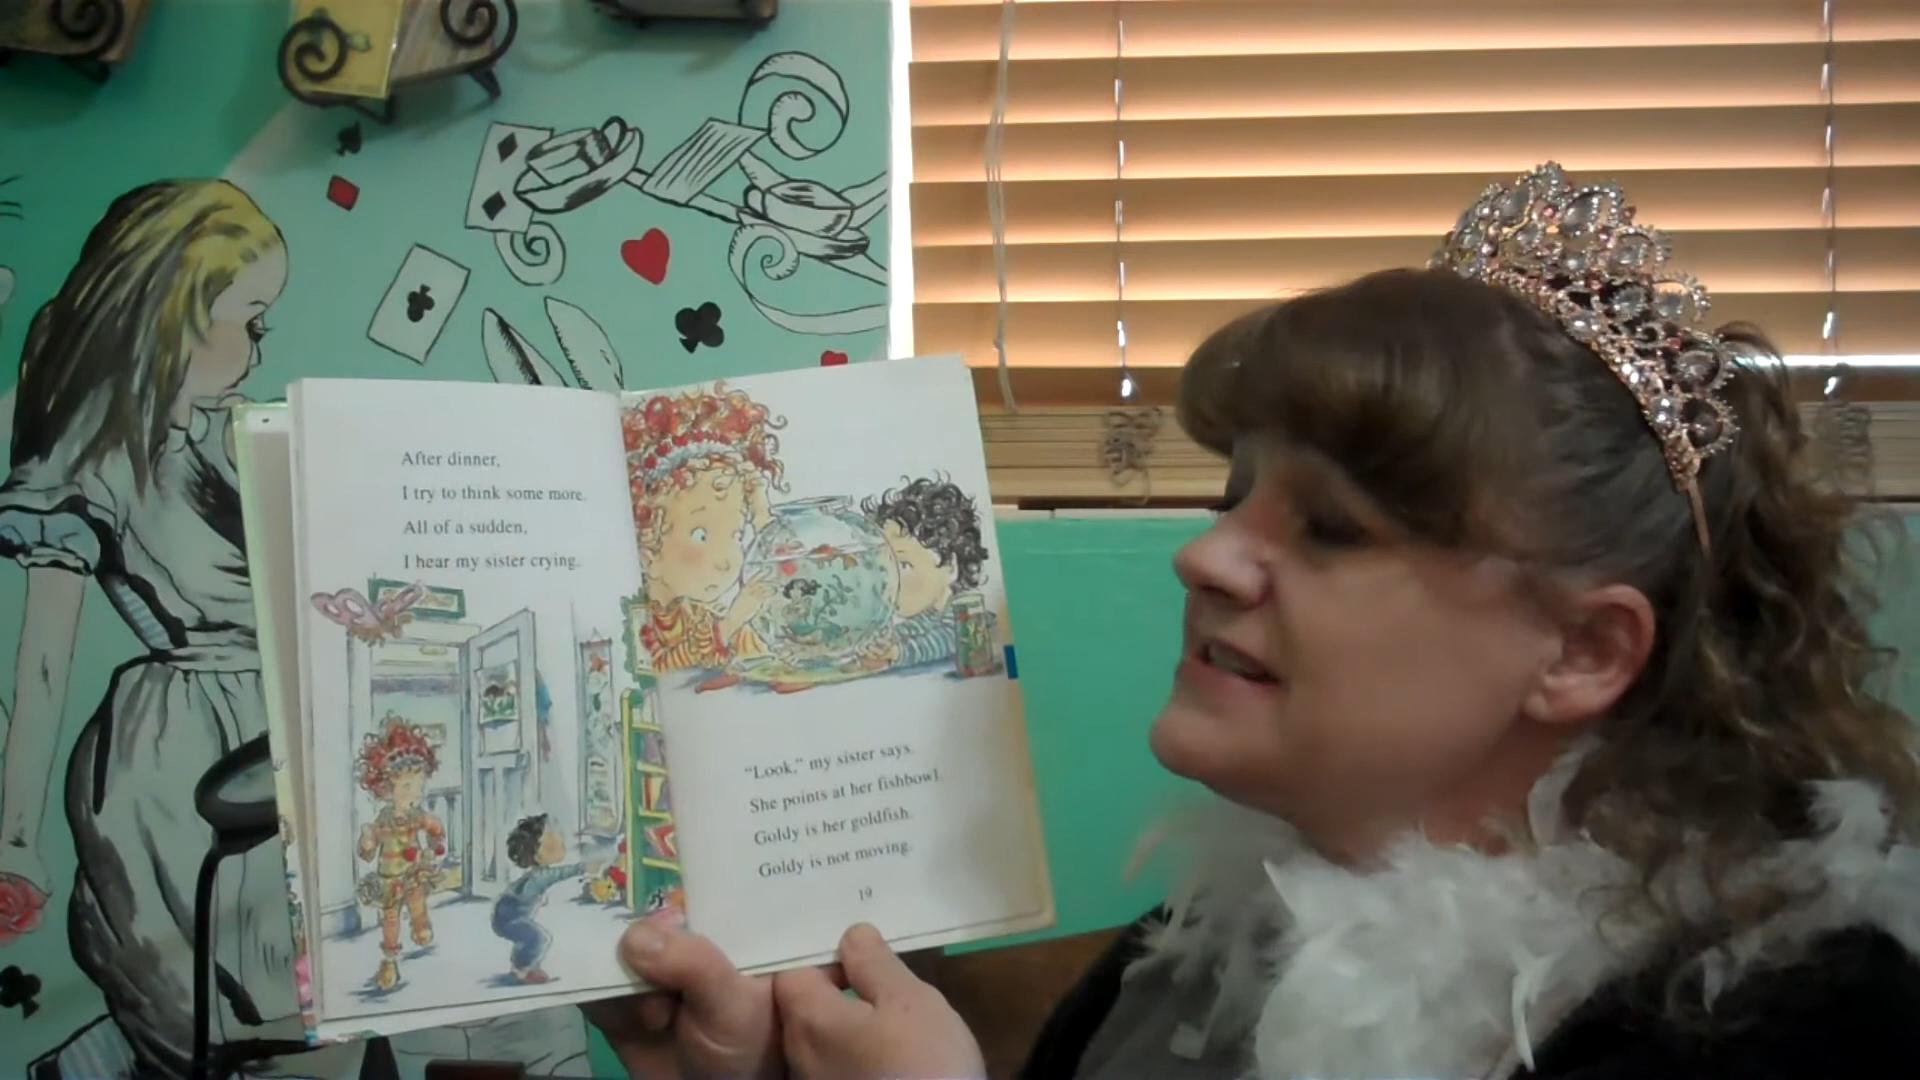 After dinner,
I try to think some more.
All of a sudden,
I hear my sister crying.
"Look," my sister says.
She points at her fishbowl.
Goldy is her goldfish.
Goldy is not moving.
19